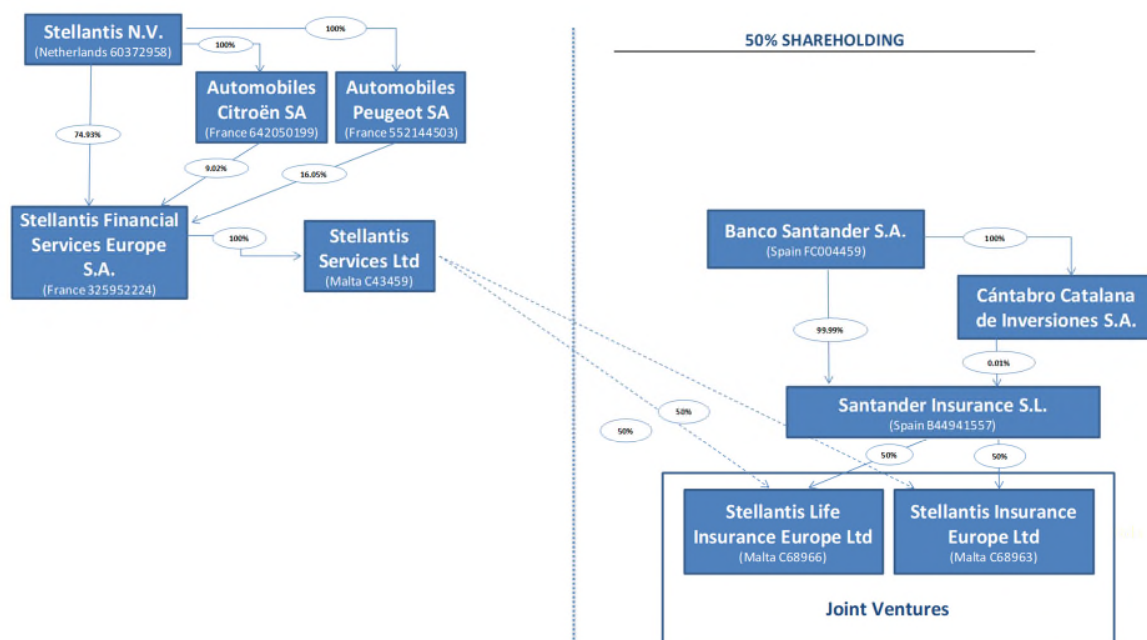 Stellantis N.V.
(Netherlands 60372958)
100%
100%
50% SHAREHOLDING
Automobiles
Citroën SA
(France 642050199)
Automobiles
Peugeot SA
(France 552144503)
74.93%
9.02%
16.05%
Stellantis Financial
Services Europe
S.A.
(France 325952224)
100%
Stellantis
Services Ltd
(Malta C43459)
Banco Santander S.A.
(Spain FC004459)
100%
Cántabro Catalana
de Inversiones S.A.
99.99%
0.01%
Santander Insurance S.L.
(Spain B44941557)
50%
50%
50%
50%
Stellantis Life
Insurance Europe Ltd
(Malta C68966)
Stellantis Insurance
Europe Ltd
(Malta C68963)
Joint Ventures